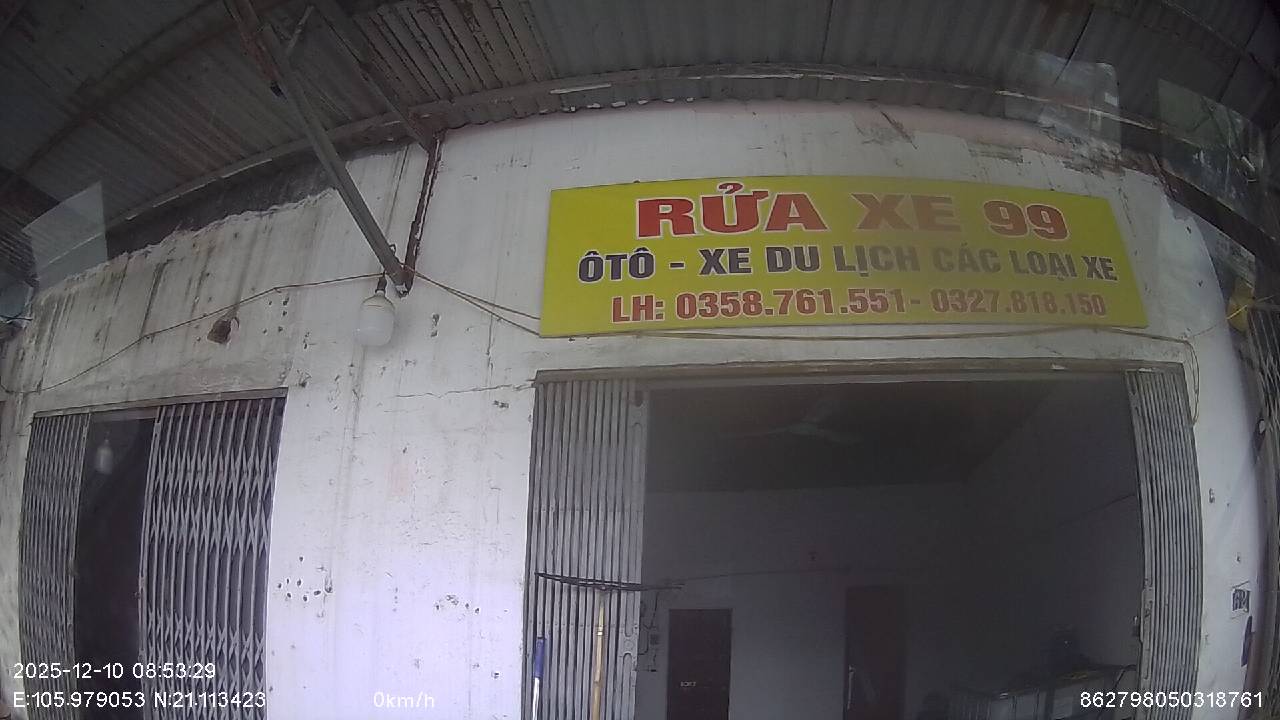 RỬA XE 99
ÔTÔ - XE DU LỊCH CÁC LOẠI XE
LH: 0358.761.551- 0327.818.150
2025-12-10 08:53:29
E:105.979053 N:21.113423
0km/h
862798050318761